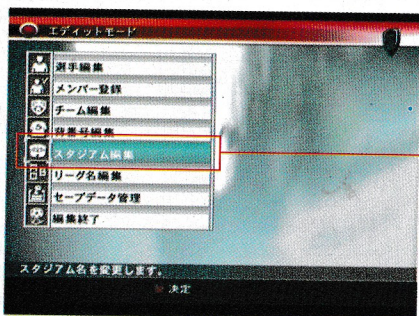 エディットモード
選手編集
メンバー登録
チーム編集
背番号編集
スタジアム編集
リーグ名編集
セーブデータ管理
編集終了
スタジアム名を変更します。
決定